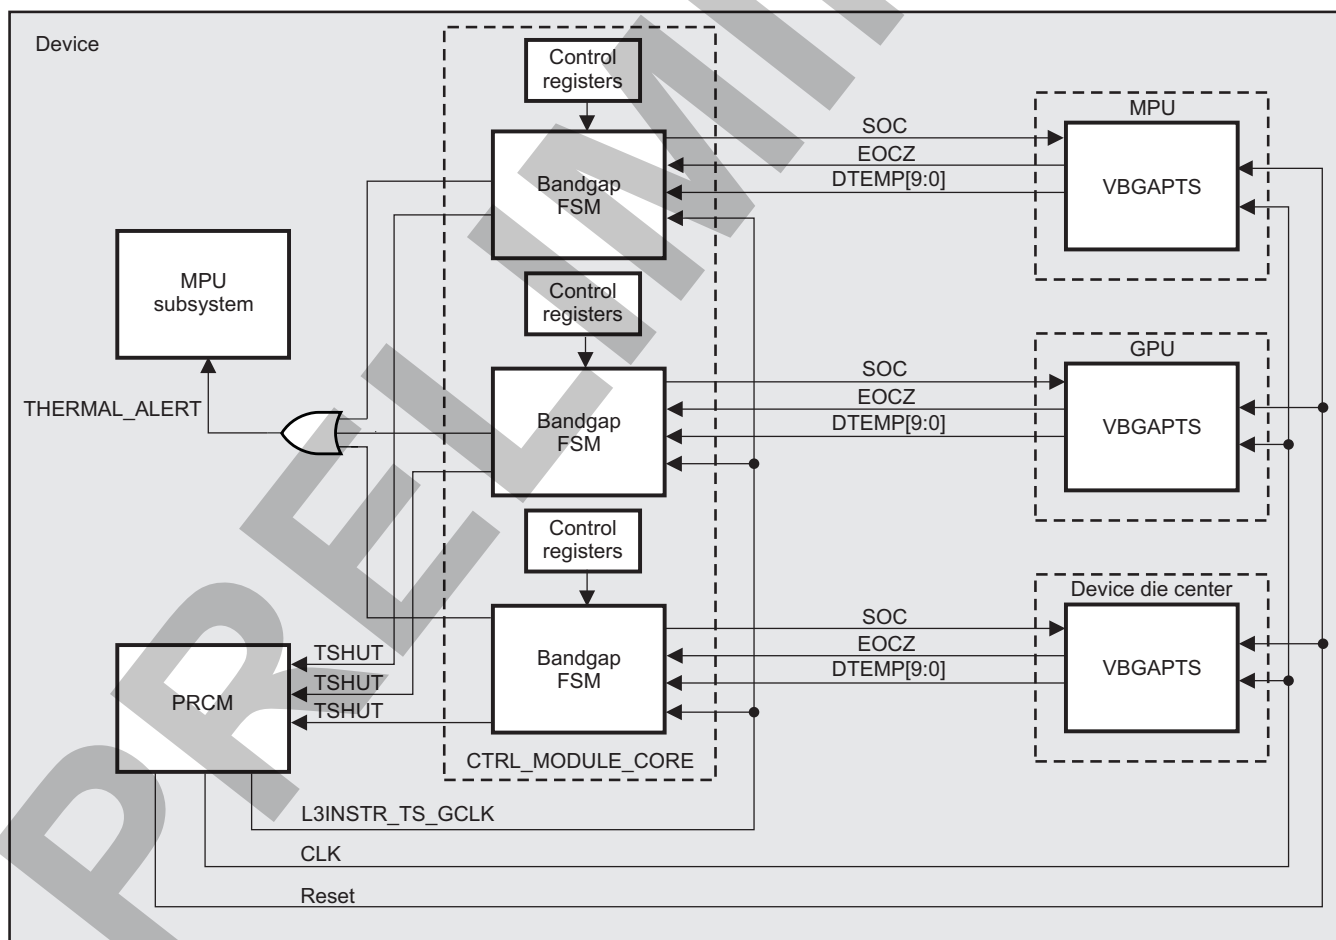 Device
Control
registers
Bandgap
FSM
SOC
EOCZ
DTEMP[9:0]
MPU
VBGAPTS
MPU
subsystem
THERMAL_ALERT
Control
registers
Bandgap
FSM
SOC
EOCZ
DTEMP[9:0]
GPU
VBGAPTS
Control
registers
Bandgap
FSM
SOC
EOCZ
DTEMP[9:0]
Device die center
VBGAPTS
TSHUT
TSHUT
TSHUT
PRCM
CTRL_MODULE_CORE
L3INSTR_TS_GCLK
CLK
Reset
PRELIMI